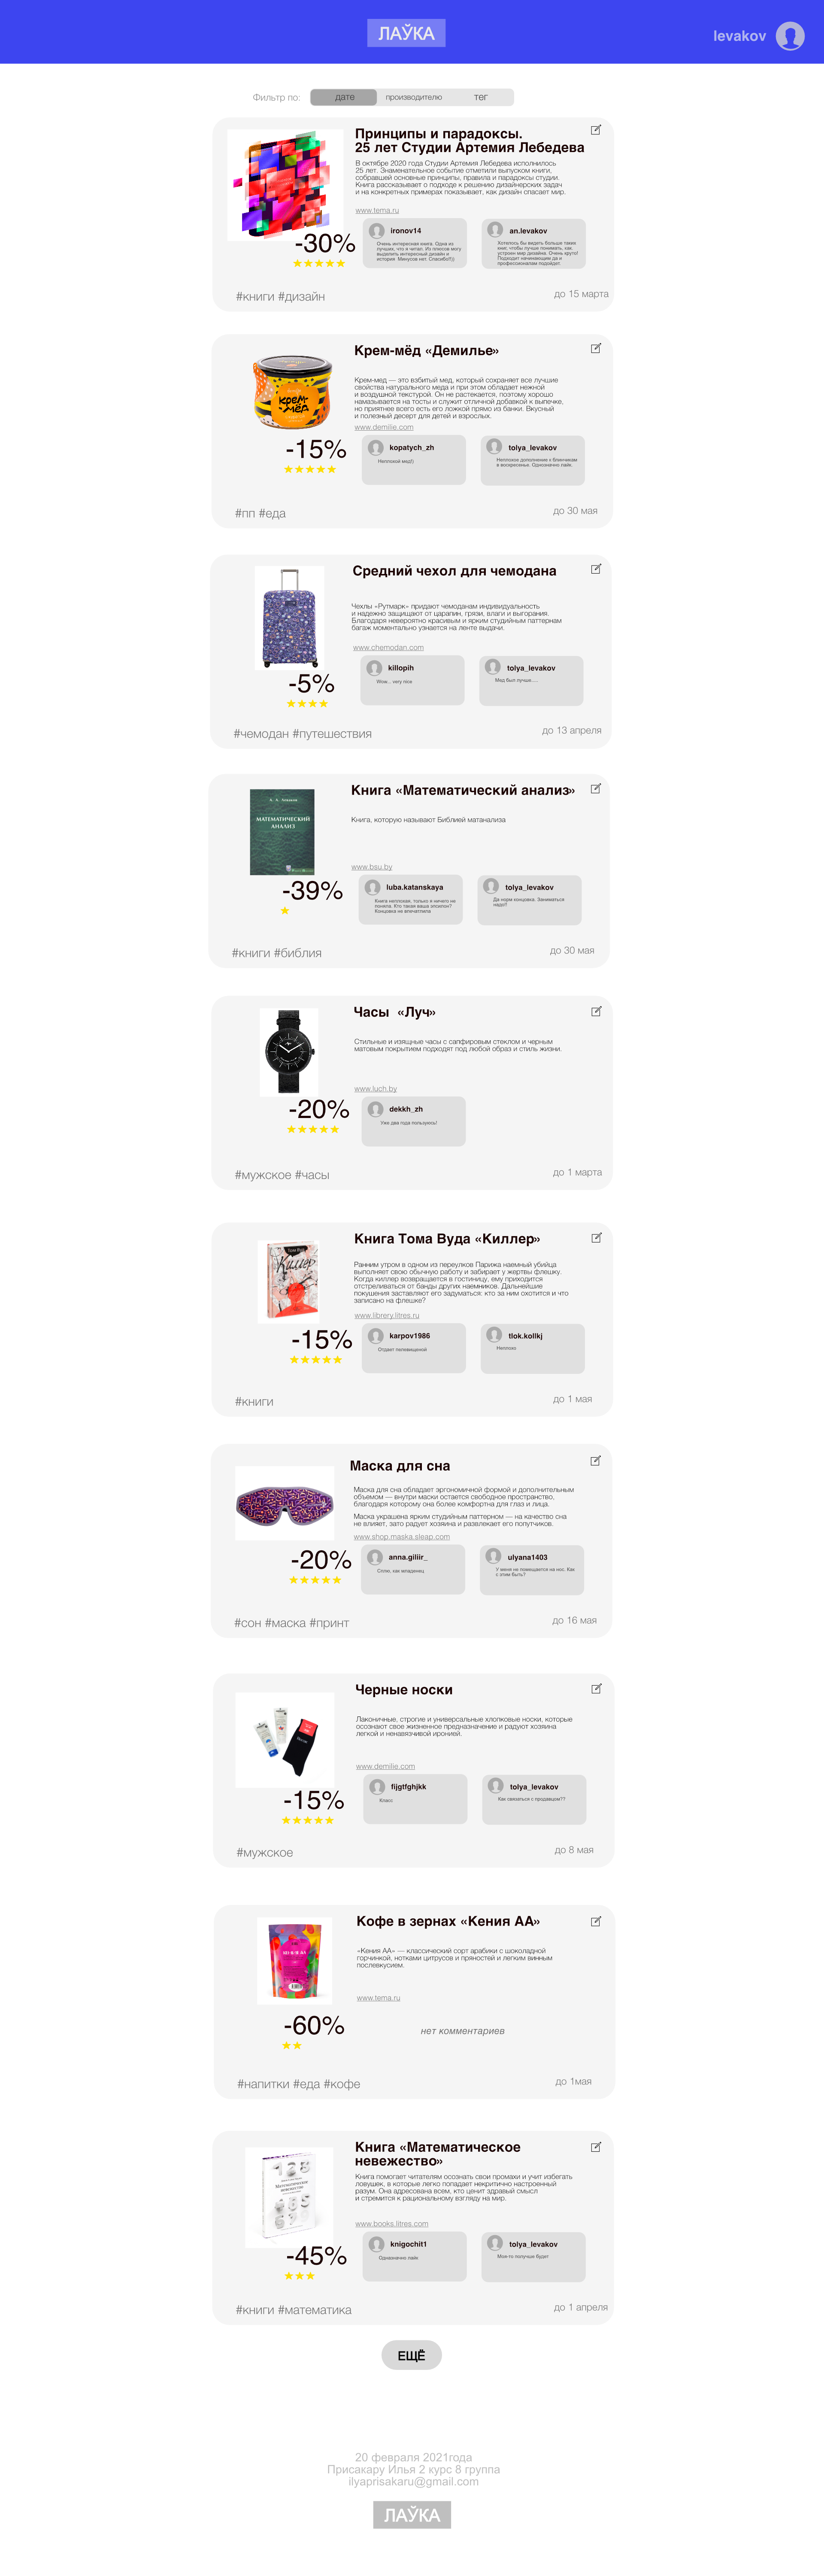 ЛАЎКА
levakov
Фильтр по: дате производителю тег
Принципы и парадоксы.
25 лет Студии Артемия Лебедева
В октябре 2020 года Студии Артемия Лебедева исполнилось
25 лет. Знаменательное событие отметили выпуском книги,
собравшей основные принципы, правила и парадоксы студии.
Книга рассказывает о подходе к решению дизайнерских задач
и на конкретных примерах показывает, как дизайн спасает мир.
www.tema.ru
-30%
ironov14
Очень интересная книга. Одна из
лучших, что я читал. Из плюсов могу
выделить интересный дизайн и
история Минусов нет. Спасибо!!))
an.levakov
Хотелось бы видеть больше таких
книг, чтобы лучше понимать, как
устроен мир дизайна. Очень круто!
Подходит начинающим да и
профессионалам подойдет.
#книги #дизайн
до 15 марта
Крем-мёд «Демилье»
Крем-мед — это взбитый мед, который сохраняет все лучшие
свойства натурального меда и при этом обладает нежной
и воздушной текстурой. Он не растекается, поэтому хорошо
намазывается на тосты и служит отличной добавкой к выпечке,
но приятнее всего есть его ложкой прямо из банки. Вкусный
и полезный десерт для детей и взрослых.
www.demilie.com
КРЕМ-МЁД
-15%
kopatych_zh
Неплохой мед!)
tolya_levakov
Неплохое дополнение к блинчикам
в воскресенье. Однозначно лайк.
#пп #еда
до 30 мая
Средний чехол для чемодана
Чехлы «Рутмарк» придают чемоданам индивидуальность
и надежно защищают от царапин, грязи, влаги и выгорания.
Благодаря невероятно красивым и ярким студийным паттернам
багаж моментально узнается на ленте выдачи.
www.chemodan.com
-5%
killopih
Wow... very nice
tolya_levakov
Мед был лучше.....
#чемодан #путешествия
до 13 апреля
Книга «Математический анализ»
Книга, которую называют Библией матанализа
www.bsu.by
МАТЕМАТИЧЕСКИЙ
АНАЛИЗ
-39%
luba.katanskaya
Книга неплохая, только я ничего не
поняла. Кто такая ваша эпсилон?
Концовка не впечатлила
tolya_levakov
Да норм концовка. Заниматься
надо!!
#книги #библия
до 30 мая
Часы «Луч»
Стильные и изящные часы с сапфировым стеклом и черным
матовым покрытием подходят под любой образ и стиль жизни.
www.luch.by
-20%
dekkh_zh
Уже два года пользуюсь!
#мужское #часы
до 1 марта
Книга Тома Вуда «Киллер»
Ранним утром в одном из переулков Парижа наемный убийца
выполняет свою обычную работу и забирает у жертвы флешку.
Когда киллер возвращается в гостиницу, ему приходится
отстреливаться от банды других наемников. Дальнейшие
покушения заставляют его задуматься: кто за ним охотится и что
записано на флешке?
www.librery.litres.ru
Киллер
-15%
karpov1986
Отдает пелевищиной
tlok.kollkj
Неплохо
#книги
до 1 мая
Маска для сна
Маска для сна обладает эргономичной формой и дополнительным
объемом — внутри маски остается свободное пространство,
благодаря которому она более комфортна для глаз и лица.
Маска украшена ярким студийным паттерном — на качество сна
не влияет, зато радует хозяина и развлекает его попутчиков.
www.shop.maska.sleap.com
-20%
anna.giliir_
Сплю, как младенец
ulyana1403
У меня не помещается на нос. Как
с этим быть?
#сон #маска #принт
до 16 мая
Черные носки
Лаконичные, строгие и универсальные хлопковые носки, которые
осознают свое жизненное предназначение и радуют хозяина
легкой и ненавязчивой иронией.
www.demilie.com
-15%
fijgtfghjkk
Класс
tolya_levakov
Как связаться с продавцом??
#мужское
до 8 мая
Кофе в зернах «Кения АА»
«Кения АА» — классический сорт арабики с шоколадной
горчинкой, нотками цитрусов и пряностей и легким винным
послевкусием.
www.tema.ru
КЕНИЯ АА
-60%
нет комментариев
#напитки #еда #кофе
до 1мая
Книга «Математическое
невежество»
Книга помогает читателям осознать свои промахи и учит избегать
ловушек, в которые легко попадает некритично настроенный
разум. Она адресована всем, кто ценит здравый смысл
и стремится к рациональному взгляду на мир.
www.books.litres.com
-45%
knigochit1
Однозначно лайк
tolya_levakov
Мое-то получше будет
#книги #математика
до 1 апреля
ЕЩЁ
20 февраля 2021года
Присакару Илья 2 курс 8 группа
ilyaprisakaru@gmail.com
ЛАЎКА